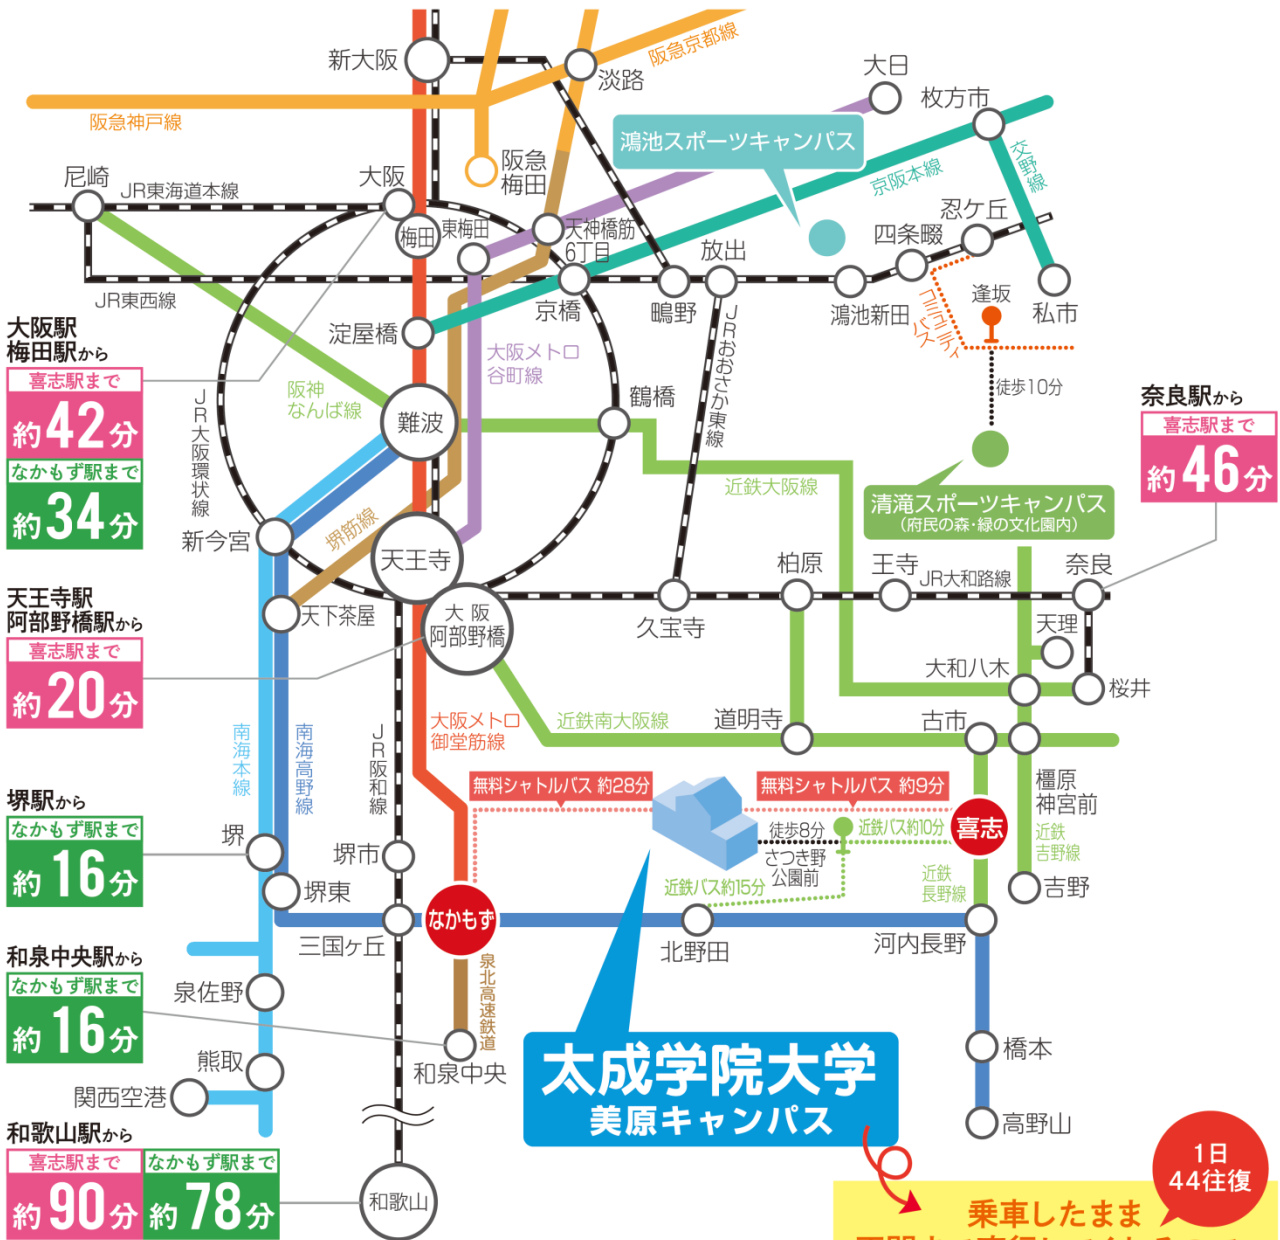 新大阪
阪急京都線
淡路
大日
枚方市
阪急神戸線
鴻池スポーツキャンパス
阪急
梅田
交野線
京阪本線
尼崎
JR東海道本線
大阪
梅田
東梅田
天神橋筋
6丁目
放出
四条畷
忍ケ丘
JR東西線
京橋
鴫野
鴻池新田
コミュニティ
バス
逢坂
私市
淀屋橋
大阪メトロ
谷町線
JRおおさか東線
徒歩10分
大阪駅
梅田駅から
喜志駅まで
約42分
なかもず駅まで
約34分
JR大阪環状線
阪神
なんば線
難波
鶴橋
奈良駅から
喜志駅まで
約46分
近鉄大阪線
清滝スポーツキャンパス
(府民の森・緑の文化園内)
新今宮
堺筋線
天王寺
柏原
王寺
JR大和路線
奈良
天王寺駅
阿部野橋駅から
喜志駅まで
約20分
天下茶屋
大阪
阿部野橋
久宝寺
天理
大和八木
桜井
南海本線
南海高野線
JR阪和線
大阪メトロ
御堂筋線
近鉄南大阪線
道明寺
古市
橿原
神宮前
無料シャトルバス 約28分
無料シャトルバス 約9分
堺駅から
なかもず駅まで
約16分
堺
堺市
徒歩8分
さつき野
公園前
近鉄バス約10分
喜志
近鉄
吉野線
近鉄バス約15分
近鉄
長野線
吉野
堺東
三国ヶ丘
なかもず
北野田
河内長野
和泉中央駅から
なかもず駅まで
約16分
泉佐野
泉北高速鉄道
熊取
和泉中央
関西空港
太成学院大学
美原キャンパス
橋本
高野山
和歌山駅から
喜志駅まで
約90分
なかもず駅まで
約78分
和歌山
1日
44往復
乗車したまま